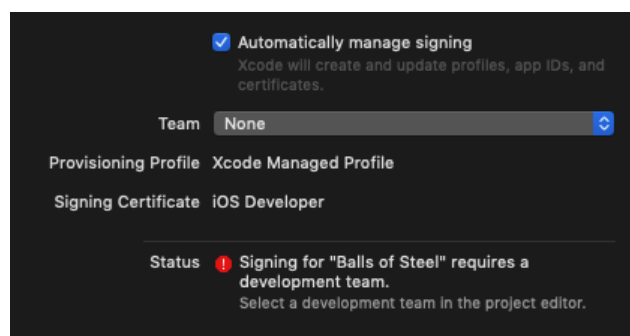 Automatically manage signing
Xcode will create and update profiles, app IDs, and
certificates.
Team None
Provisioning Profile Xcode Managed Profile
Signing Certificate iOS Developer
Status Signing for "Balls of Steel" requires a
development team.
Select a development team in the project editor.